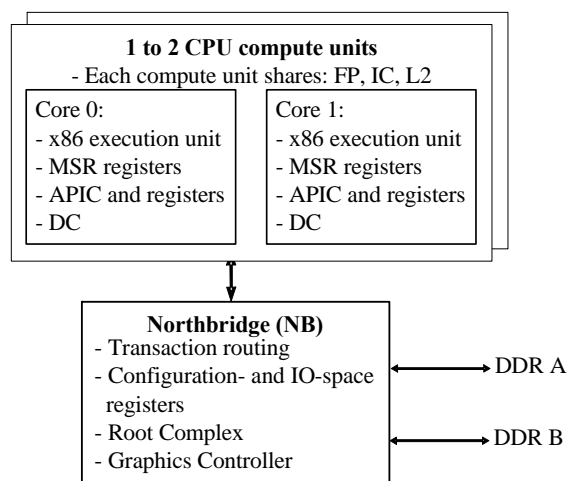 1 to 2 CPU compute units
- Each compute unit shares: FP, IC, L2
Core 0:
- x86 execution unit
- MSR registers
- APIC and registers
- DC
Core 1:
- x86 execution unit
- MSR registers
- APIC and registers
- DC
Northbridge (NB)
- Transaction routing
- Configuration- and IO-space
registers
- Root Complex
- Graphics Controller
DDR A
DDR B